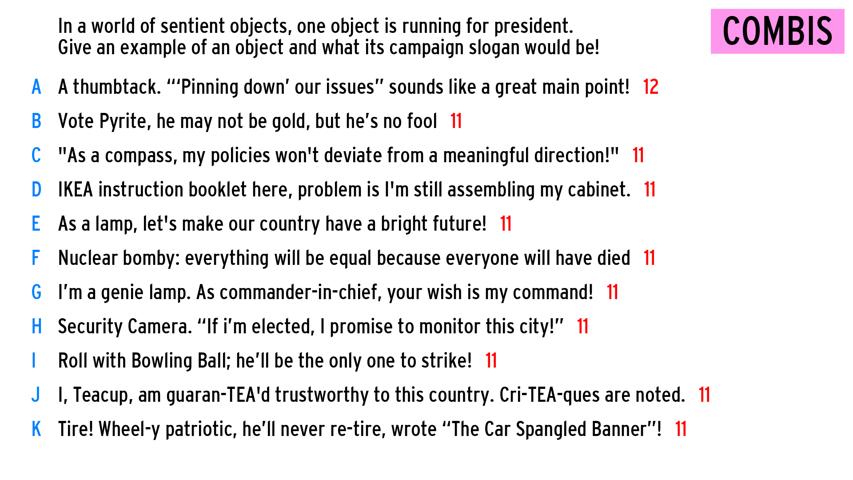 In a world of sentient objects, one object is running for president.
Give an example of an object and what its campaign slogan would be!
COMBIS
A A thumbtack. “‘Pinning down’ our issues” sounds like a great main point! 12
B Vote Pyrite, he may not be gold, but he’s no fool 11
C "As a compass, my policies won't deviate from a meaningful direction!" 11
D IKEA instruction booklet here, problem is I'm still assembling my cabinet. 11
E As a lamp, let's make our country have a bright future! 11
F Nuclear bomby: everything will be equal because everyone will have died 11
G I’m a genie lamp. As commander-in-chief, your wish is my command! 11
H Security Camera. “If i’m elected, I promise to monitor this city!” 11
I Roll with Bowling Ball; he’ll be the only one to strike! 11
J I, Teacup, am guaran-TEA'd trustworthy to this country. Cri-TEA-ques are noted. 11
K Tire! Wheel-y patriotic, he’ll never re-tire, wrote “The Car Spangled Banner”! 11